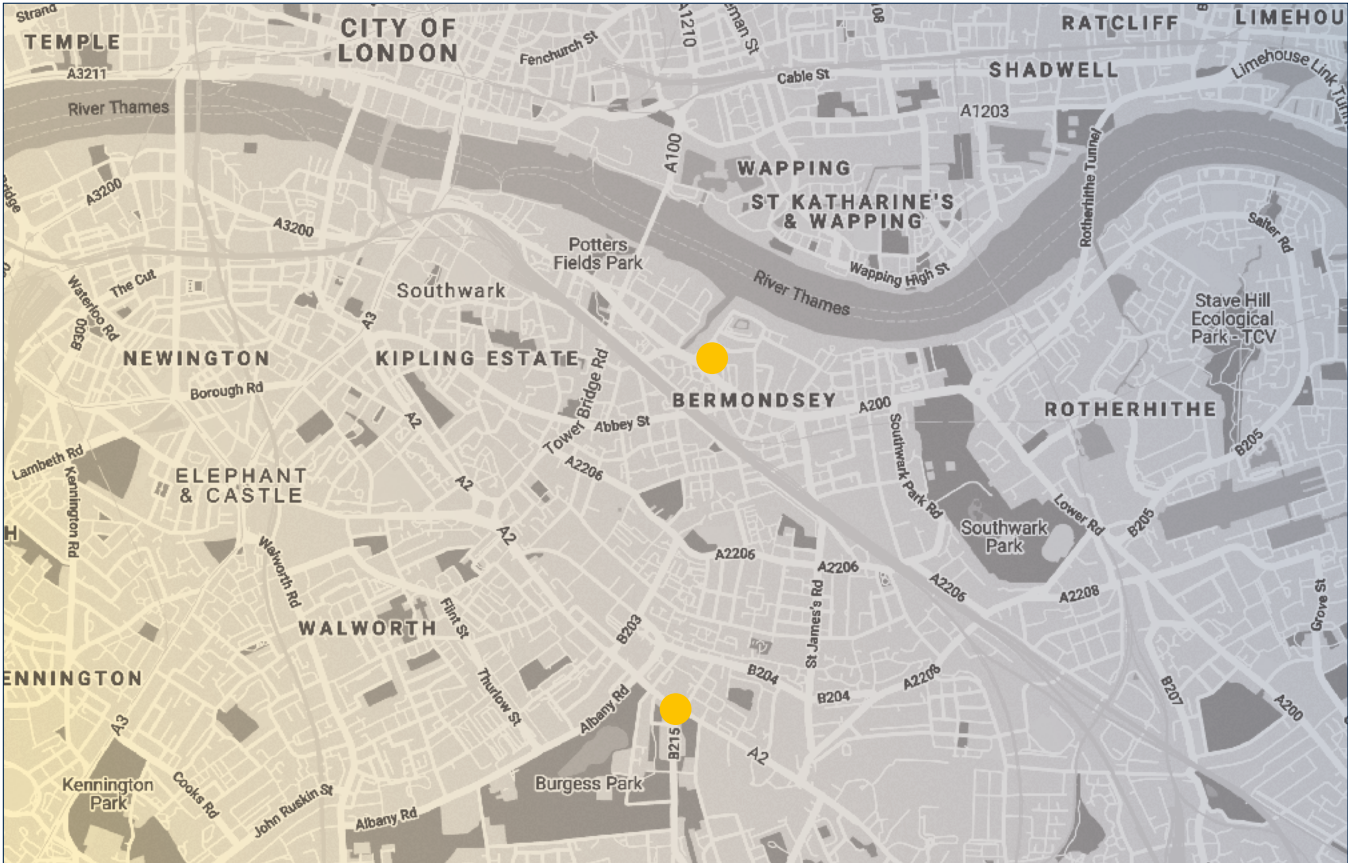 Strand
TEMPLE
A3211
River Thames
CITY OF
LONDON
Fenchurch St
A1210
Cable St
RATCLIFF
LIMEHOU
SHADWELL
Limehouse Link
A1203
A100
WAPPING
ST KATHARINE'S
& WAPPING
Wapping High St
Rotherhithe Tunnel
Salter Rd
A3200
A3200
Potters
Fields Park
River Thames
Stave Hill
Ecological
Park - TCV
The Cut
Waterloo Rd
B300
Southwark
A3
NEWINGTON
KIPLING ESTATE
Borough Rd
Tower Bridge Rd
BERMONDSEY
A200
ROTHERHITHE
A2
Abbey St
Lambeth Rd
Kennington Rd
ELEPHANT
& CASTLE
A2206
A2
Southwark Park Rd
B205
Lower Rd
B205
Southwark
Park
H
A2
A2206
A2206
A2206
A2208
Grove St
Walworth Rd
Flint St
WALWORTH
B203
St James's Rd
ENNINGTON
Thurlow St
Albany Rd
B204
B204
A2206
B207
A200
A3
B215
A2
Kennington
Park
Cooks Rd
John Ruskin St
Burgess Park
Albany Rd